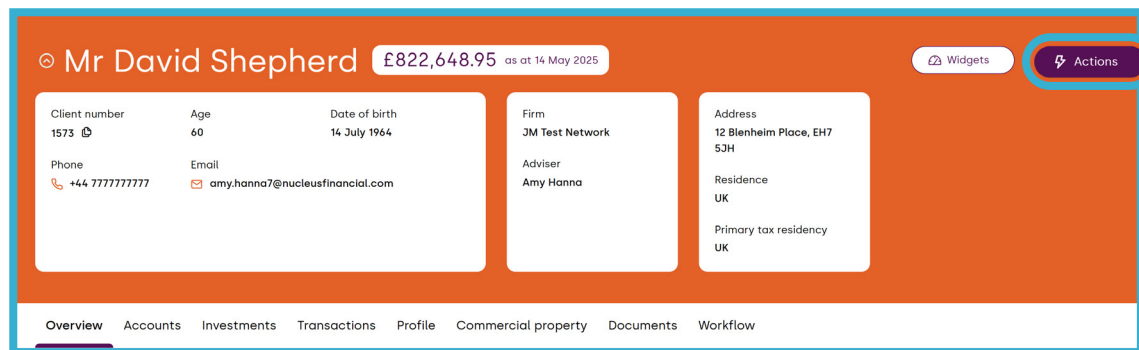 Mr David Shepherd £822,648.95 as at 14 May 2025
Widgets
Actions
Client number Age Date of birth
1573 60 14 July 1964
Phone Email
+44 7777777777 amy.hanna7@nucleusfinancial.com
Firm
JM Test Network
Adviser
Amy Hanna
Address
12 Blenheim Place, EH7
5JH
Residence
UK
Primary tax residency
UK
Overview Accounts Investments Transactions Profile Commercial property Documents Workflow